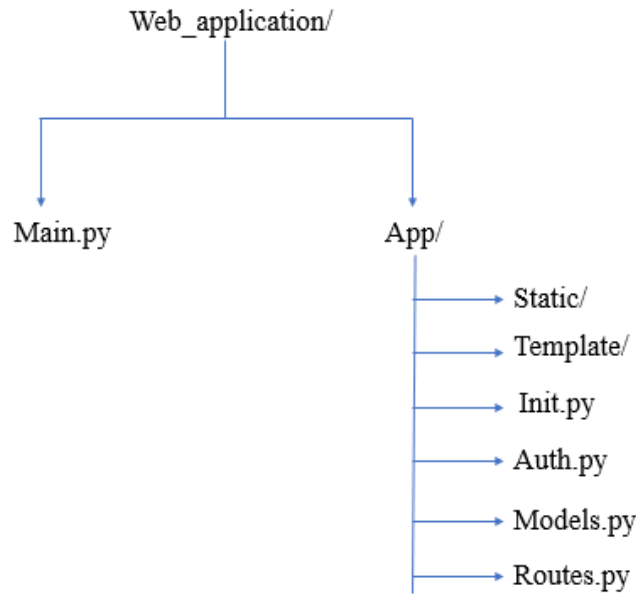 Web_application/
Main.py
App/
Static/
Template/
Init.py
Auth.py
Models.py
Routes.py